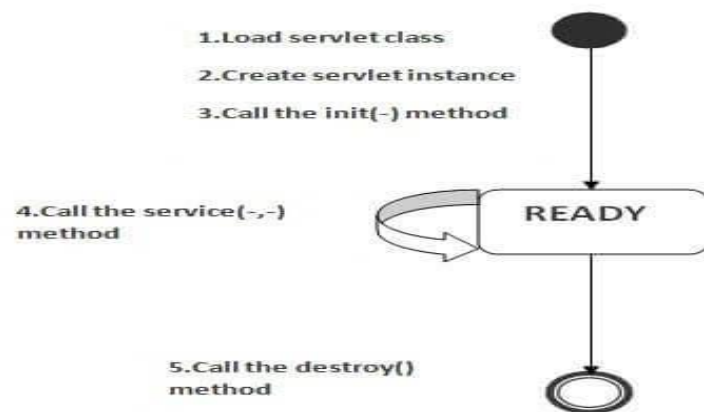 1.Load servlet class
2.Create servlet instance
3.Call the init(-) method
4.Call the service(-,-)
method
READY
5.Call the destroy()
method